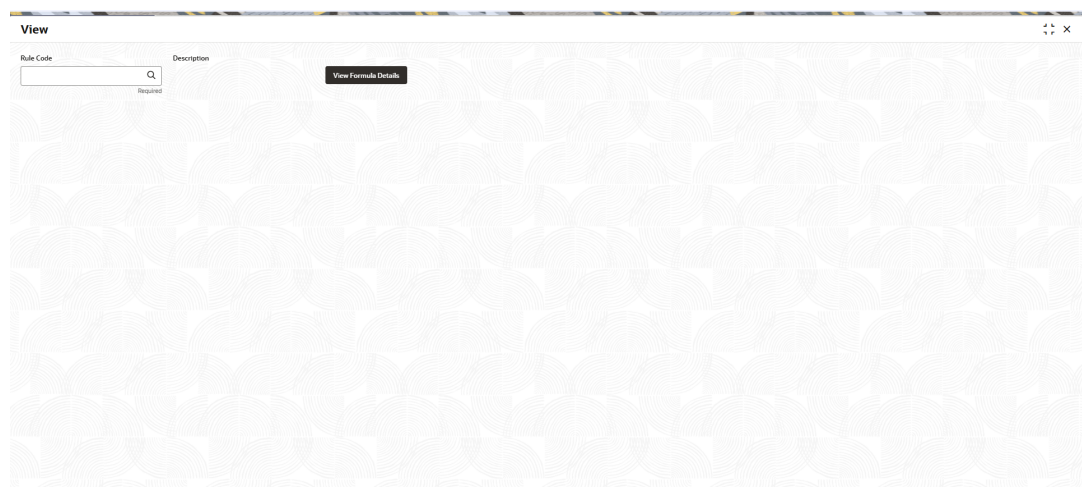 View
Rule Code
Description
View Formula Details
Required